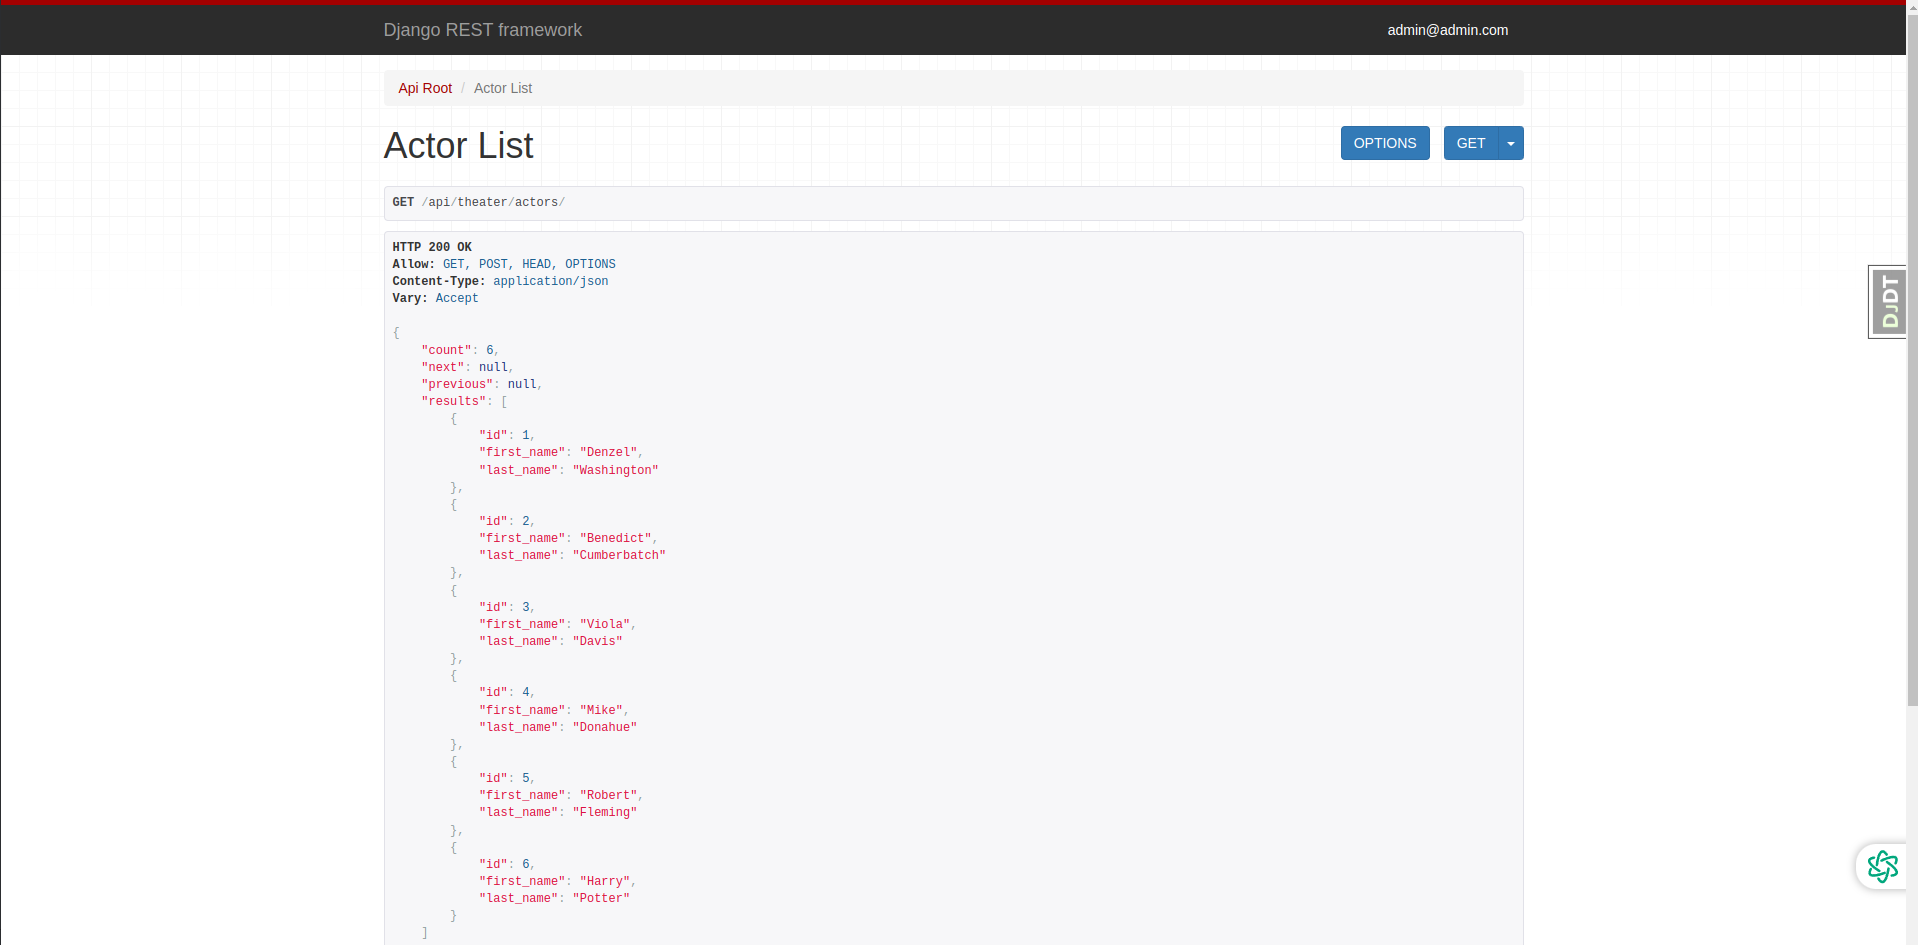 Django REST framework
admin@admin.com
Api Root / Actor List
Actor List
OPTIONS
GET
GET /api/theater/actors/
HTTP 200 OK
Allow: GET, POST, HEAD, OPTIONS
Content-Type: application/json
Vary: Accept
{
    "count": 6,
    "next": null,
    "previous": null,
    "results": [
        {
            "id": 1,
            "first_name": "Denzel",
            "last_name": "Washington"
        },
        {
            "id": 2,
            "first_name": "Benedict",
            "last_name": "Cumberbatch"
        },
        {
            "id": 3,
            "first_name": "Viola",
            "last_name": "Davis"
        },
        {
            "id": 4,
            "first_name": "Mike",
            "last_name": "Donahue"
        },
        {
            "id": 5,
            "first_name": "Robert",
            "last_name": "Fleming"
        },
        {
            "id": 6,
            "first_name": "Harry",
            "last_name": "Potter"
        }
    ]
DJDT